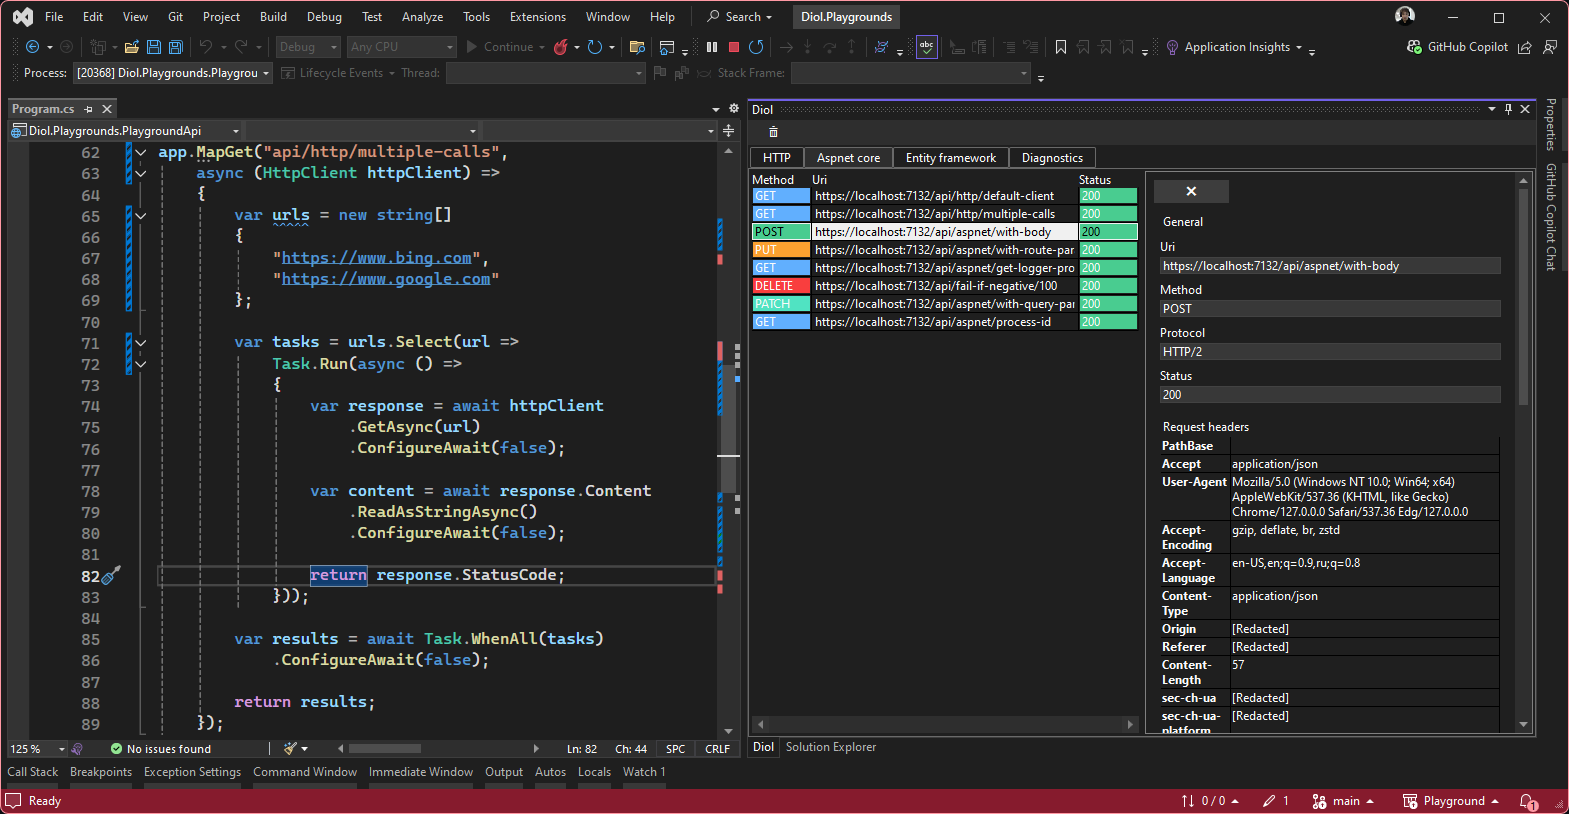 File Edit View Git Project Build Debug Test Analyze Tools Extensions Window Help Search Diol.Playgrounds
Debug Any CPU Continue abc Application Insights GitHub Copilot
Process: [20368] Diol.Playgrounds.Playgrou Lifecycle Events Thread: Stack Frame:
Program.cs
Diol.Playgrounds.PlaygroundApi
62 app.MapGet("api/http/multiple-calls",
63 async (HttpClient httpClient) =>
64 {
65 var urls = new string[]
66 {
67 "https://www.bing.com",
68 "https://www.google.com"
69 };
70
71 var tasks = urls.Select(url =>
72 Task.Run(async () =>
73 {
74 var response = await httpClient
75 .GetAsync(url)
76 .ConfigureAwait(false);
77
78 var content = await response.Content
79 .ReadAsStringAsync()
80 .ConfigureAwait(false);
81
82 return response.StatusCode;
83 }));
84
85 var results = await Task.WhenAll(tasks)
86 .ConfigureAwait(false);
87
88 return results;
89 });
125 % No issues found Ln: 82 Ch: 44 SPC CRLF
Diol
HTTP Aspnet core Entity framework Diagnostics
Method Uri Status
GET https://localhost:7132/api/http/default-client 200
GET https://localhost:7132/api/http/multiple-calls 200
POST https://localhost:7132/api/aspnet/with-body 200
PUT https://localhost:7132/api/aspnet/with-route-par 200
GET https://localhost:7132/api/aspnet/get-logger-pro 200
DELETE https://localhost:7132/api/fail-if-negative/100 200
PATCH https://localhost:7132/api/aspnet/with-query-par 200
GET https://localhost:7132/api/aspnet/process-id 200
General
Uri
https://localhost:7132/api/aspnet/with-body
Method
POST
Protocol
HTTP/2
Status
200
Request headers
PathBase
Accept application/json
User-Agent Mozilla/5.0 (Windows NT 10.0; Win64; x64)
AppleWebKit/537.36 (KHTML, like Gecko)
Chrome/127.0.0.0 Safari/537.36 Edg/127.0.0.0
Accept- gzip, deflate, br, zstd
Encoding
Accept- en-US,en;q=0.9,ru;q=0.8
Language
Content- application/json
Type
Origin [Redacted]
Referer [Redacted]
Content- 57
Length
sec-ch-ua [Redacted]
sec-ch-ua- [Redacted]
platform
Diol Solution Explorer
Properties
GitHub Copilot Chat
Call Stack Breakpoints Exception Settings Command Window Immediate Window Output Autos Locals Watch 1
Ready 0 / 0 1 main Playground 1